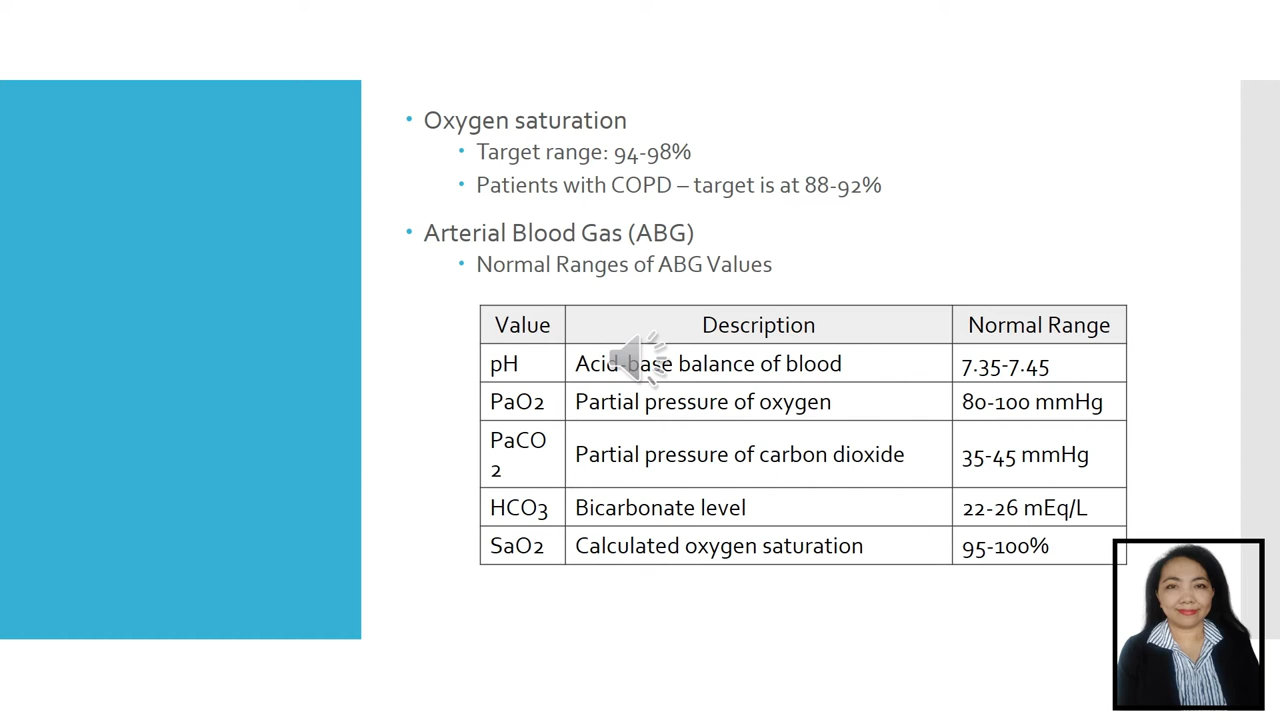 Oxygen saturation
Target range: 94-98%
Patients with COPD – target is at 88-92%
Arterial Blood Gas (ABG)
Normal Ranges of ABG Values
Value Description Normal Range
pH Acid-base balance of blood 7.35-7.45
PaO2 Partial pressure of oxygen 80-100 mmHg
PaCO
2 Partial pressure of carbon dioxide 35-45 mmHg
HCO3 Bicarbonate level 22-26 mEq/L
SaO2 Calculated oxygen saturation 95-100%